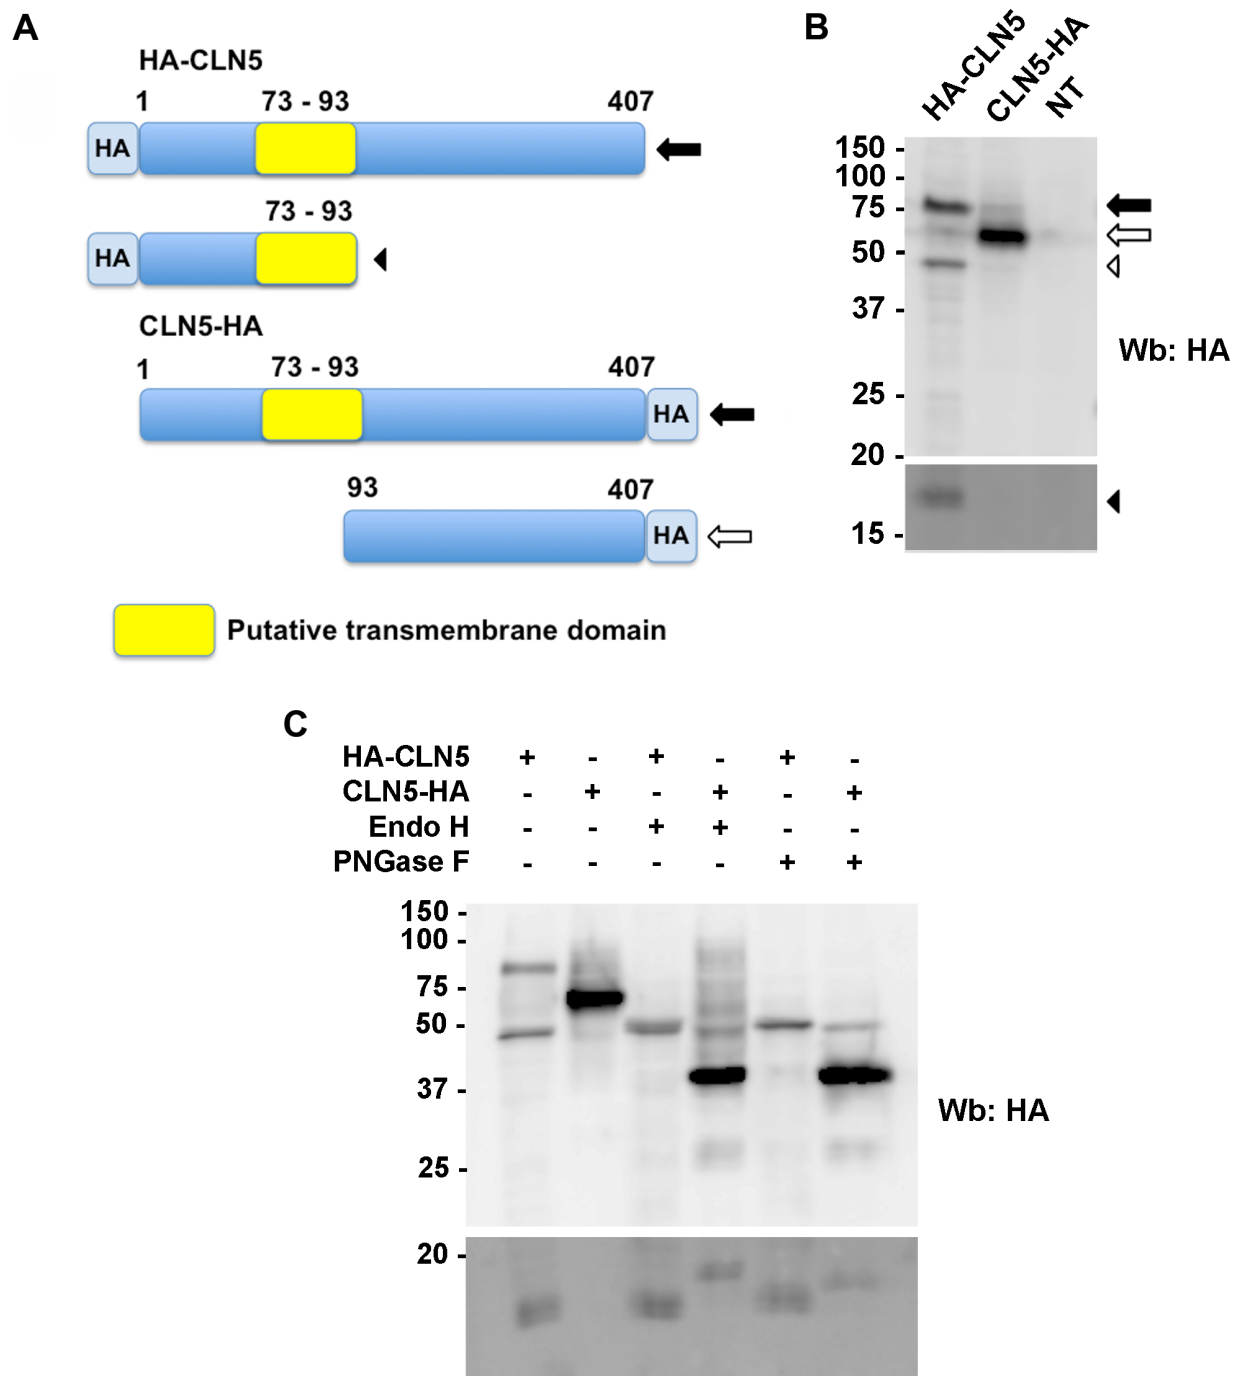 A
HA-CLN5
1 73 - 93 407
HA
73 - 93
HA
CLN5-HA
1 73 - 93 407
HA
93 407
HA
Putative transmembrane domain
B
HA-CLN5 CLN5-HA NT
150 -
100 -
75 -
50 -
37 -
25 -
20 -
15 -
Wb: HA
C
HA-CLN5 + - + - + -
CLN5-HA - + - + - +
Endo H - - + + - -
PNGase F - - - - + +
150 -
100 -
75 -
50 -
37 -
25 -
20 -
Wb: HA